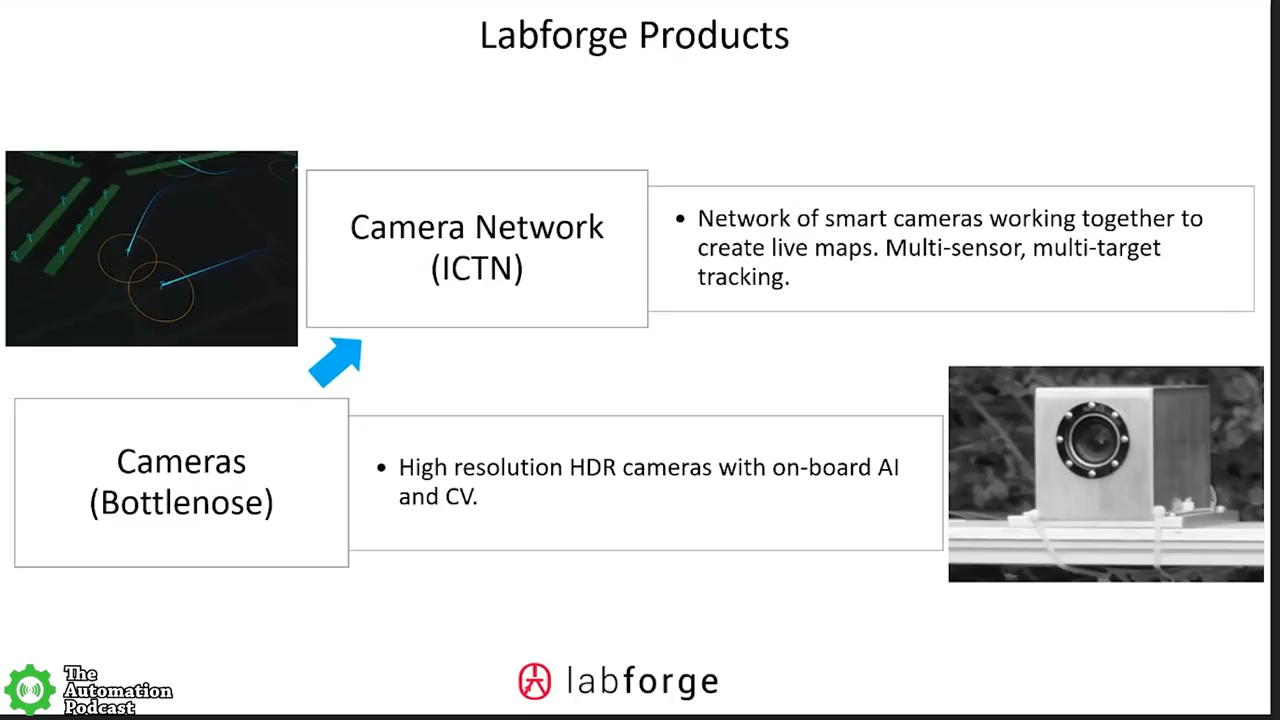 Labforge Products
Camera Network
(ICTN)
• Network of smart cameras working together to
create live maps. Multi-sensor, multi-target
tracking.
Cameras
(Bottlenose)
• High resolution HDR cameras with on-board AI
and CV.
The
Automation
Podcast
labforge